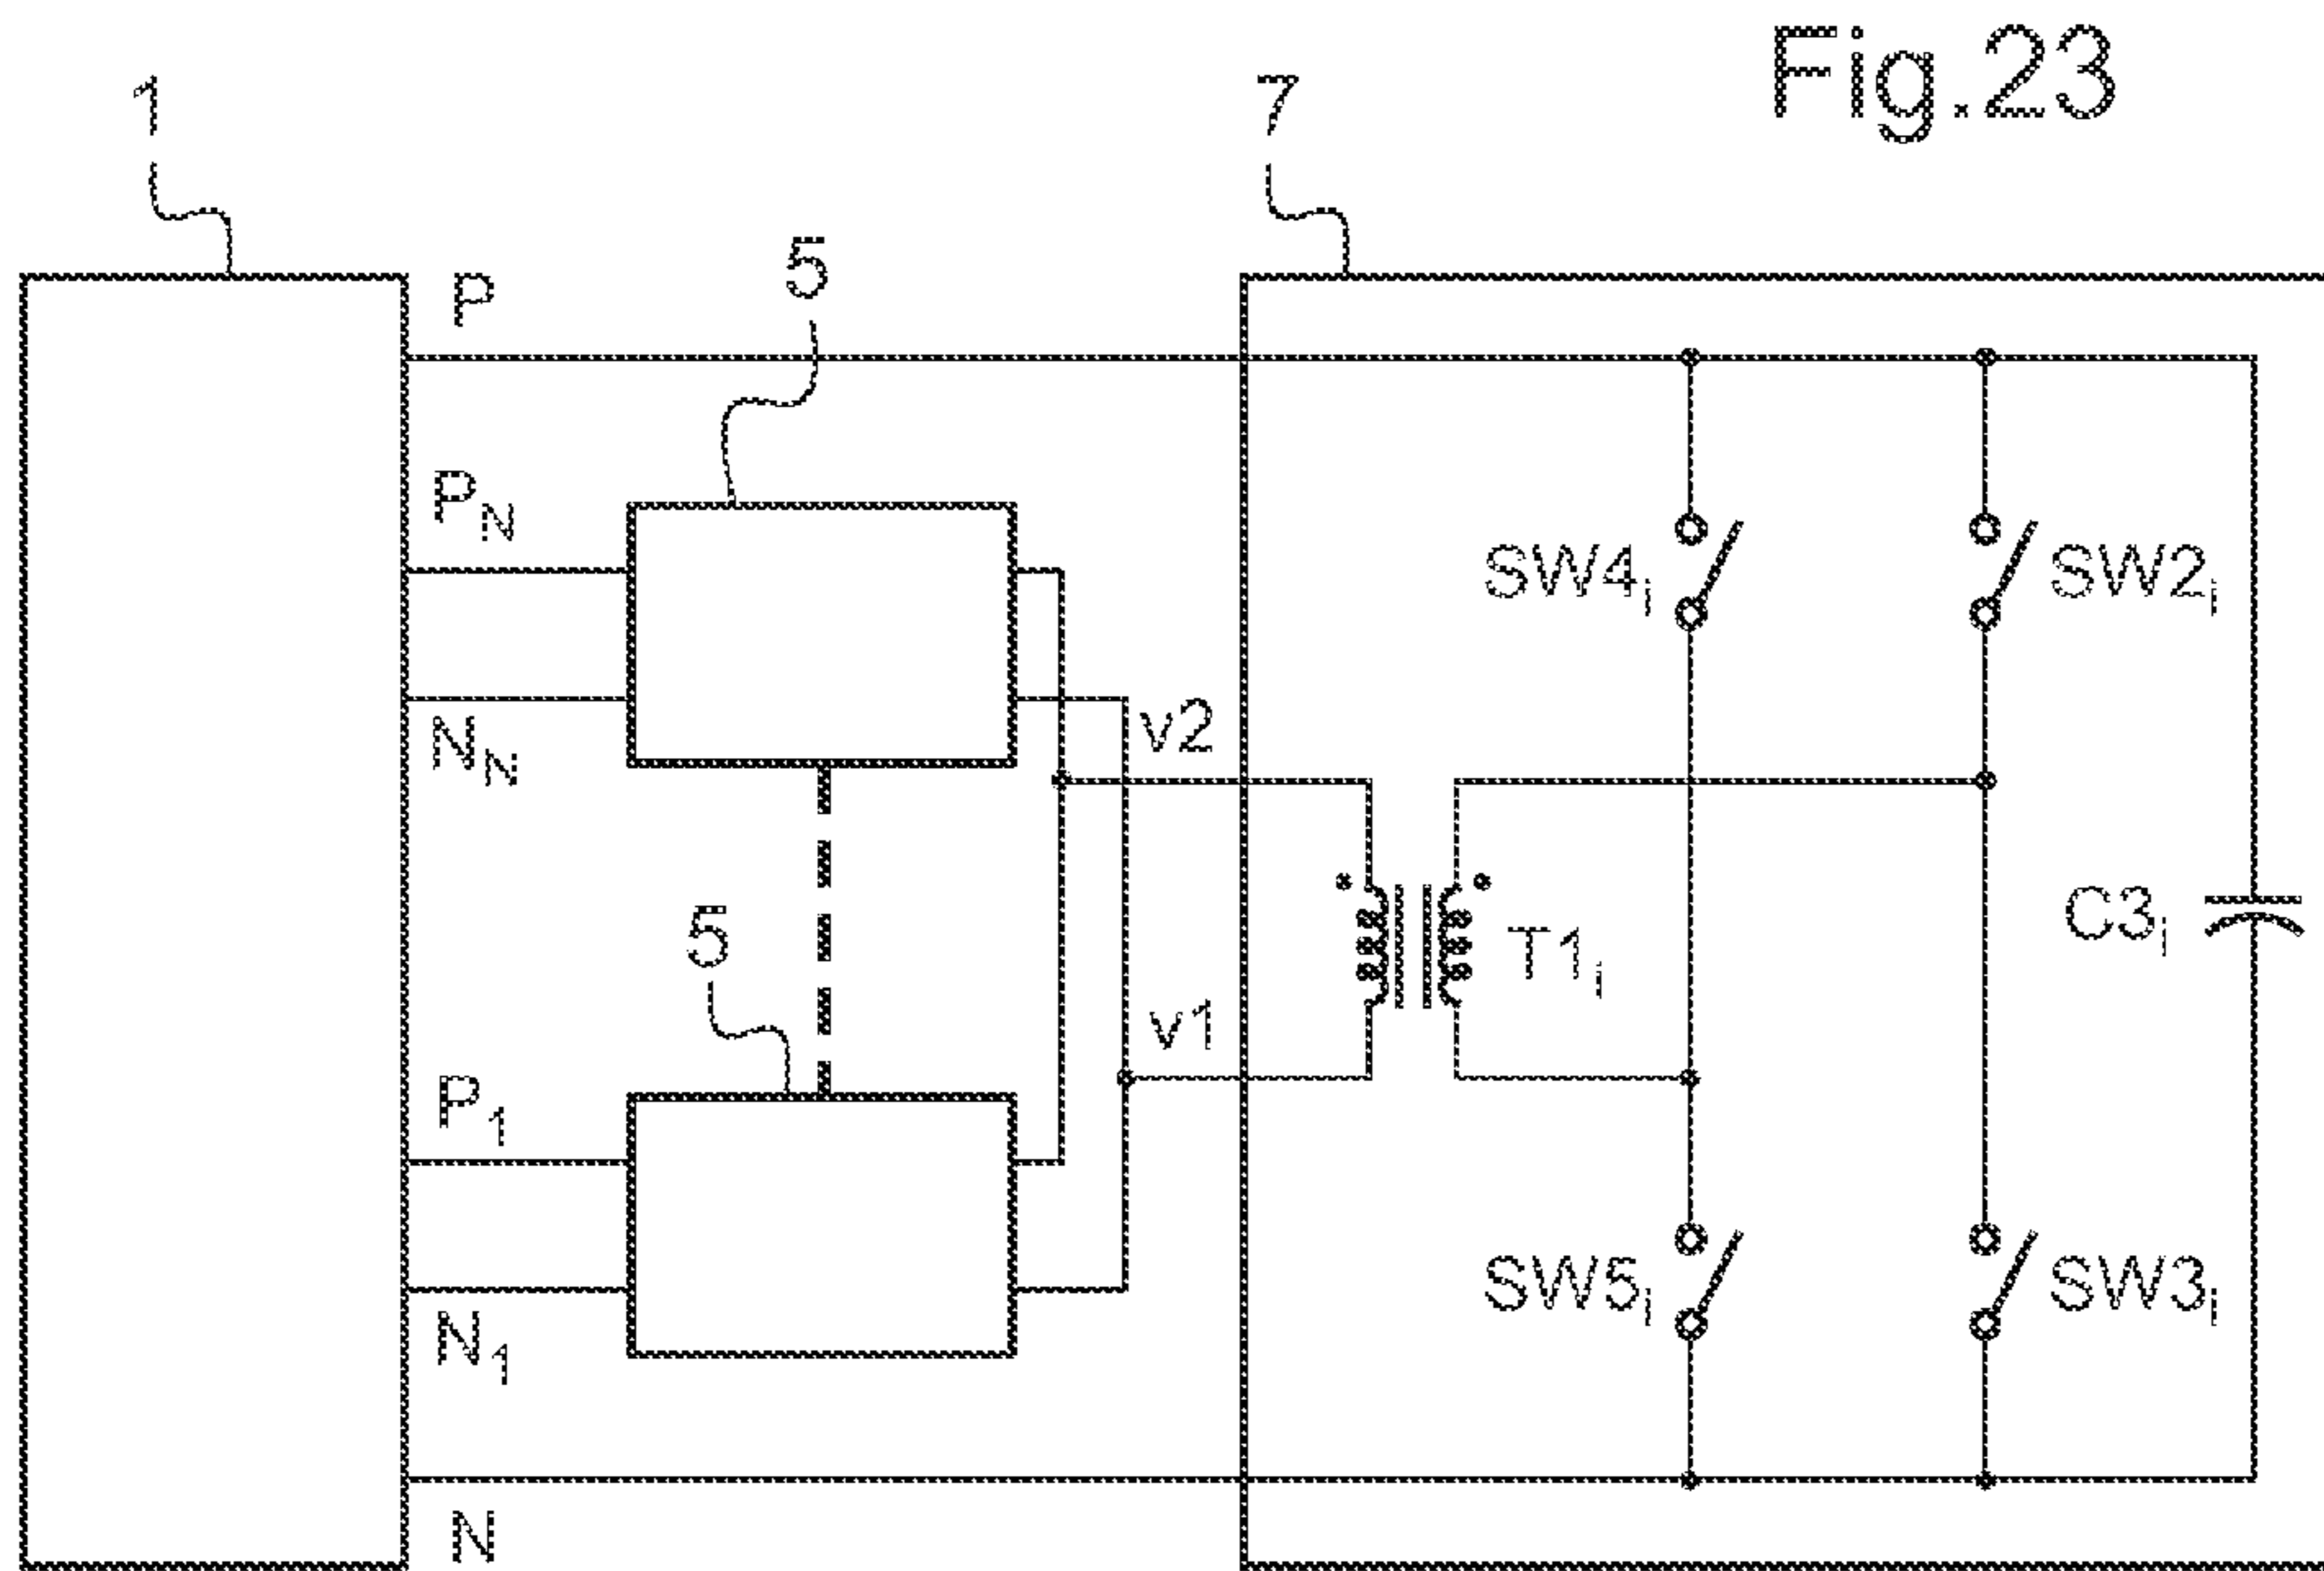 Fig.23
1
7
5
P
P_N
SW4_i
SW2_i
N_N
v2
5
C3_i
T1_i
v1
P_1
SW5_i
SW3_i
N_1
N